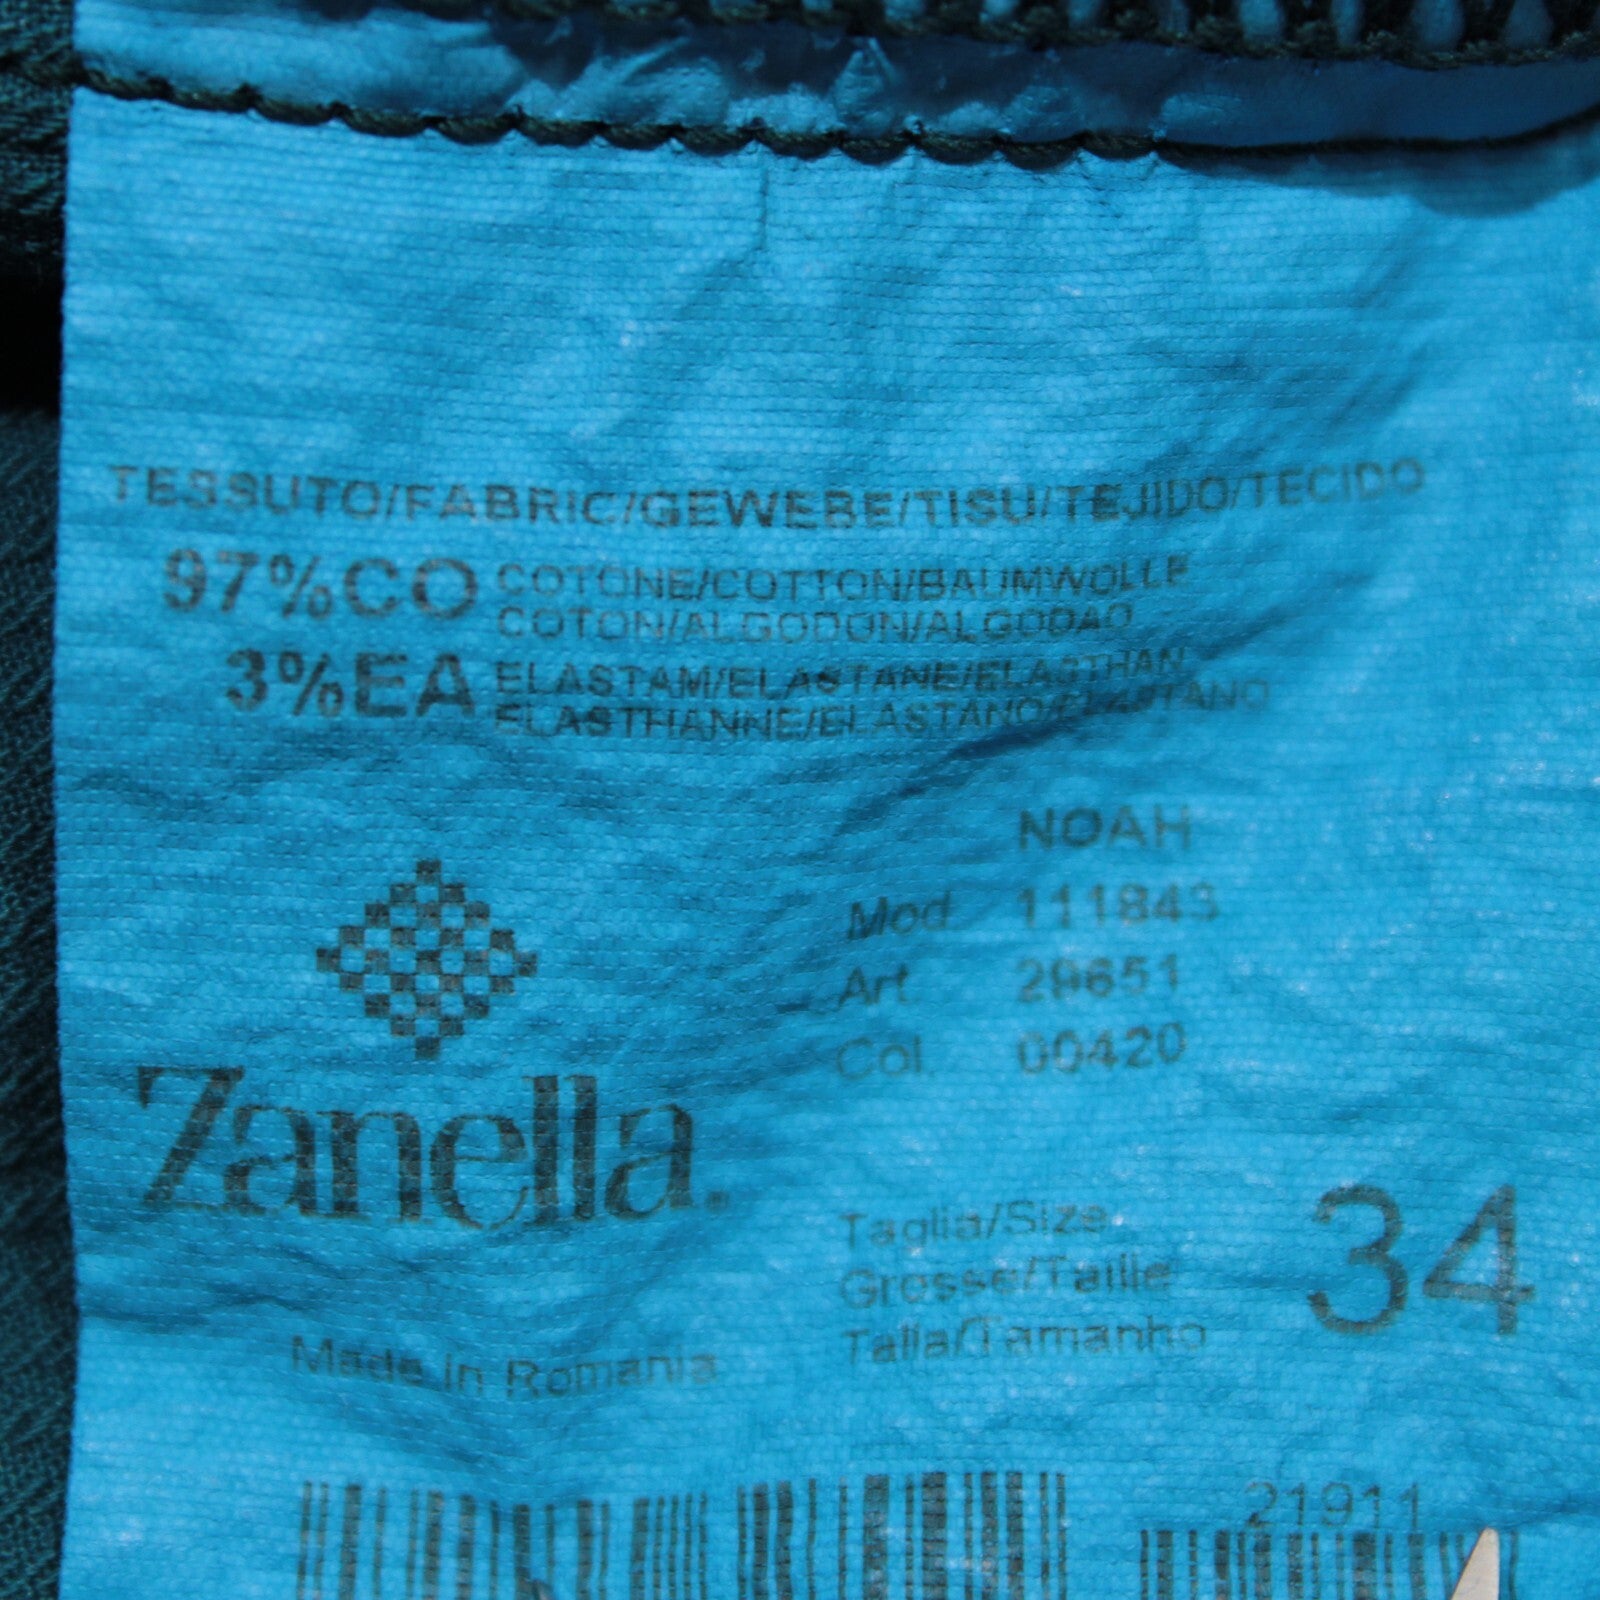 TESSUTO/FABRIC/GEWEBE/TISU/TEJIDO/TECIDO
97%CO COTONE/COTTON/BAUMWOLLE
COTON/ALGODON/ALGODAO
3%EA ELASTAM/ELASTANE/ELASTHAN
ELASTHANNE/ELASTANO/ELASTANO
NOAH
Mod. 111843
Art. 29651
Col. 00420
Zanella.
Taglia/Size
Grosse/Taille
Talla/Tamanho
34
Made in Romania
21911